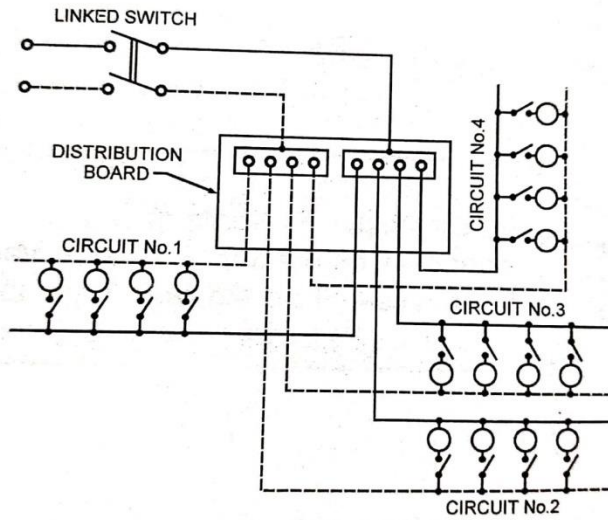 LINKED SWITCH
DISTRIBUTION
BOARD
CIRCUIT No.4
CIRCUIT No.1
CIRCUIT No.3
CIRCUIT No.2